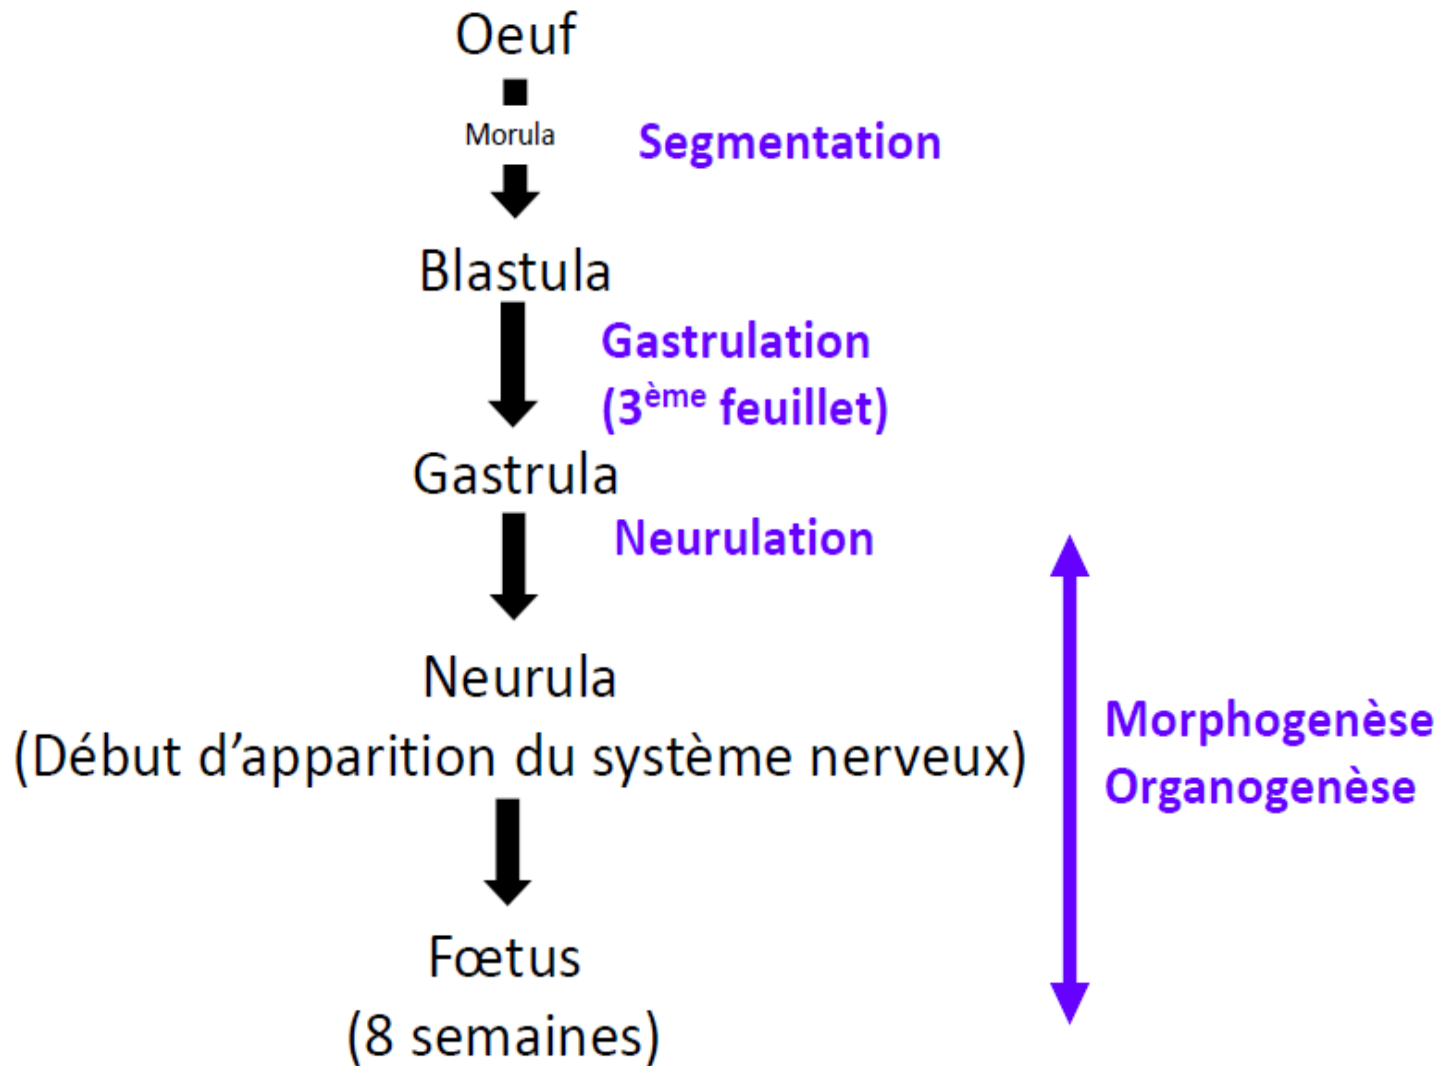 Oeuf
Morula
Segmentation
Blastula
Gastrulation
(3ème feuillet)
Gastrula
Neurulation
Neurula
(Début d’apparition du système nerveux)
Morphogenèse
Organogenèse
Fœtus
(8 semaines)